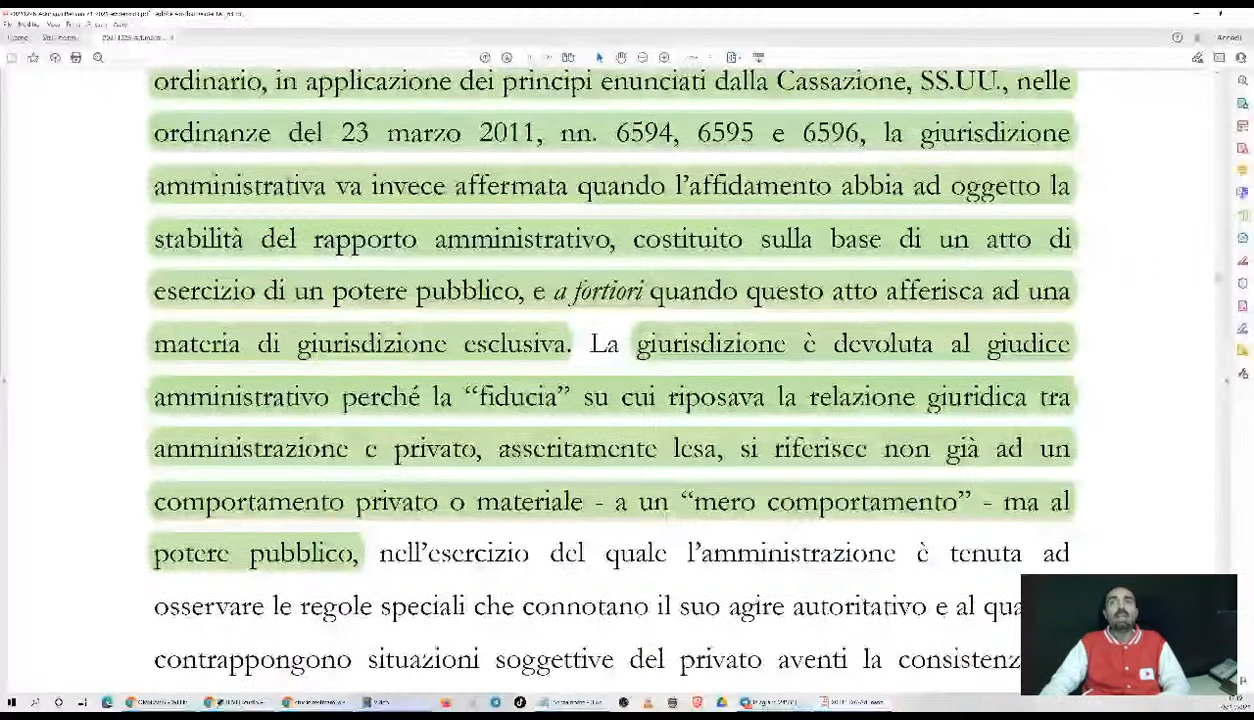 ordinario, in applicazione dei principi enunciati dalla Cassazione, SS.UU., nelle
ordinanze del 23 marzo 2011, nn. 6594, 6595 e 6596, la giurisdizione
amministrativa va invece affermata quando l’affidamento abbia ad oggetto la
stabilità del rapporto amministrativo, costituito sulla base di un atto di
esercizio di un potere pubblico, e a fortiori quando questo atto afferisca ad una
materia di giurisdizione esclusiva. La giurisdizione è devoluta al giudice
amministrativo perché la “fiducia” su cui riposava la relazione giuridica tra
amministrazione e privato, asseritamente lesa, si riferisce non già ad un
comportamento privato o materiale - a un “mero comportamento” - ma al
potere pubblico, nell’esercizio del quale l’amministrazione è tenuta ad
osservare le regole speciali che connotano il suo agire autoritativo e al
contrappongono situazioni soggettive del privato aventi la